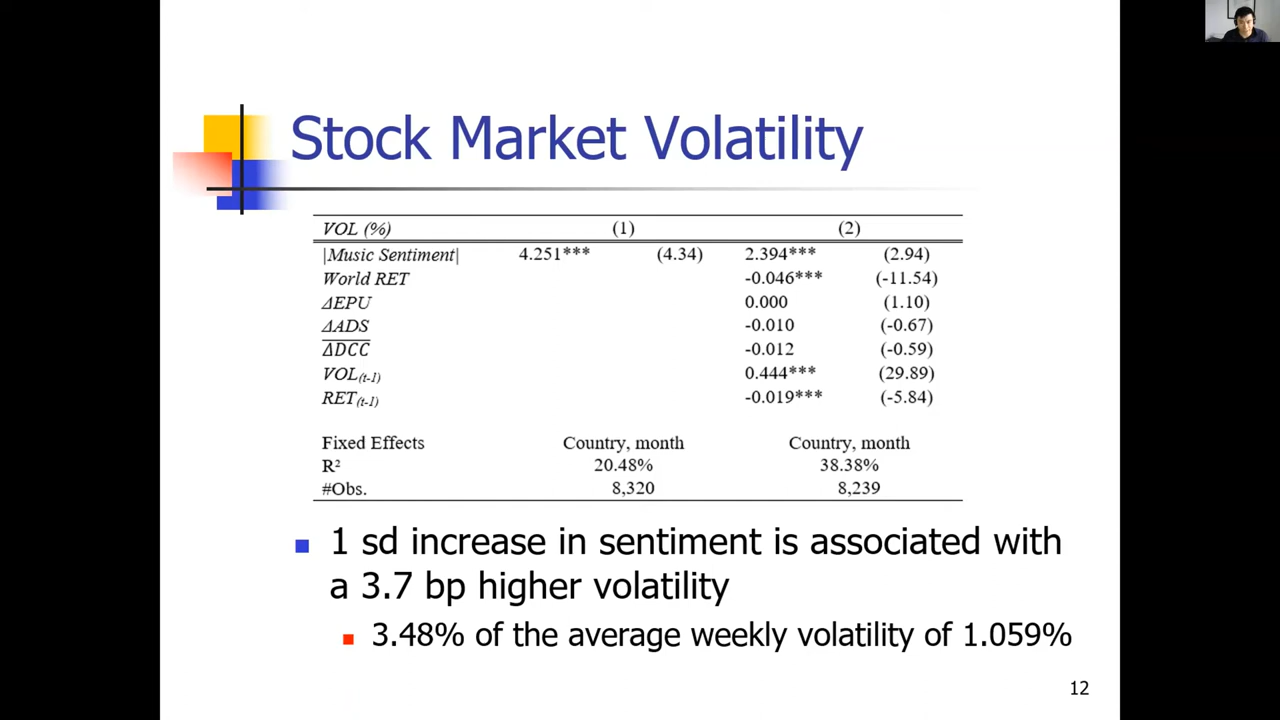 Stock Market Volatility
VOL (%) (1) (2)
|Music Sentiment| 4.251*** (4.34) 2.394*** (2.94)
World RET -0.046*** (-11.54)
ΔEPU 0.000 (1.10)
ΔADS -0.010 (-0.67)
ΔDCC -0.012 (-0.59)
VOL(t-1) 0.444*** (29.89)
RET(t-1) -0.019*** (-5.84)
Fixed Effects Country, month Country, month
R² 20.48% 38.38%
#Obs. 8,320 8,239
1 sd increase in sentiment is associated with
a 3.7 bp higher volatility
3.48% of the average weekly volatility of 1.059%
12